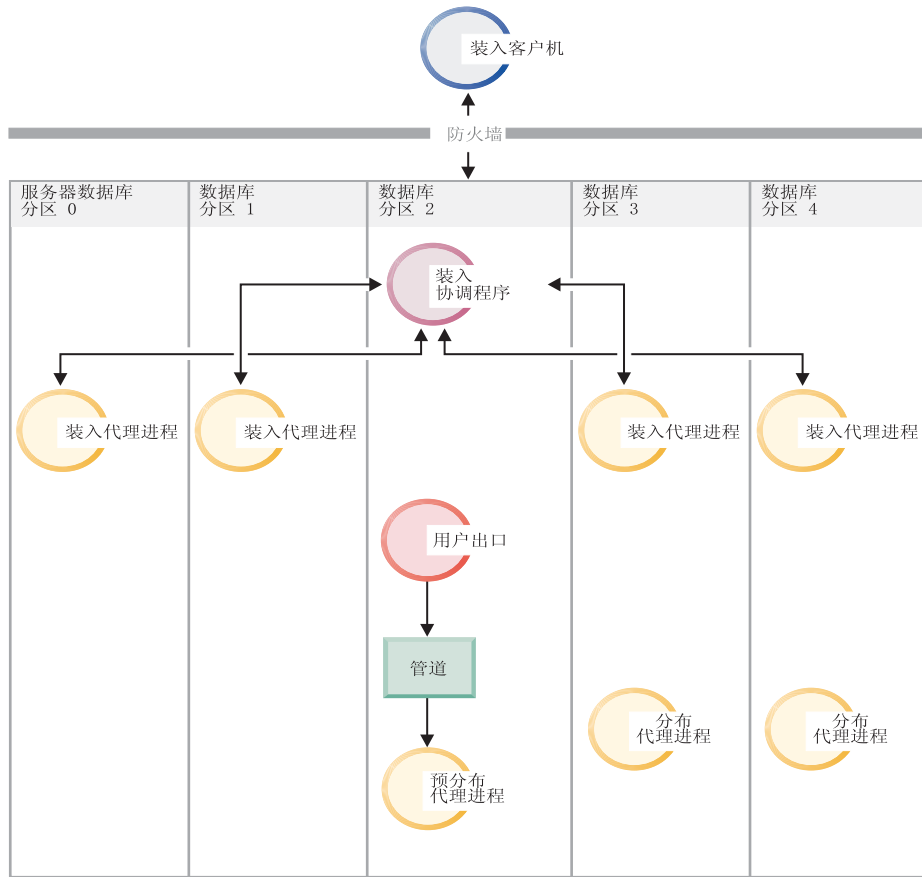 装入客户机
防火墙
服务器数据库
分区 0
数据库
分区 1
数据库
分区 2
数据库
分区 3
数据库
分区 4
装入
协调程序
装入代理进程
装入代理进程
装入代理进程
装入代理进程
用户出口
管道
分布
代理进程
分布
代理进程
预分布
代理进程